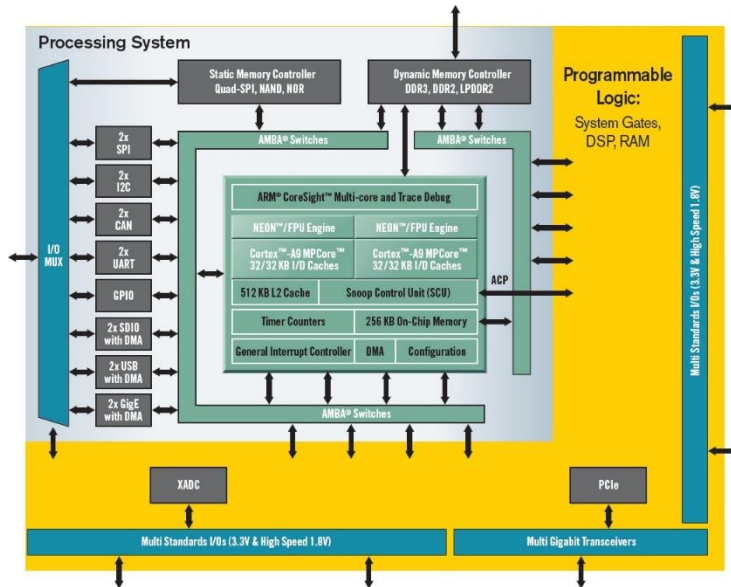 Processing System
Static Memory Controller
Quad-SPI, NAND, NOR
Dynamic Memory Controller
DDR3, DDR2, LPDDR2
Programmable
Logic:
System Gates,
DSP, RAM
AMBA® Switches
AMBA® Switches
2x
SPI
2x
I2C
2x
CAN
2x
UART
GPIO
2x SDIO
with DMA
2x USB
with DMA
2x GigE
with DMA
I/O
MUX
ARM® CoreSight™ Multi-core and Trace Debug
NEON™/FPU Engine
NEON™/FPU Engine
Cortex™-A9 MPCore™
32/32 KB I/D Caches
Cortex™-A9 MPCore™
32/32 KB I/D Caches
512 KB L2 Cache
Snoop Control Unit (SCU)
ACP
Timer Counters
256 KB On-Chip Memory
General Interrupt Controller
DMA
Configuration
AMBA® Switches
Multi Standards I/Os (3.3V & High Speed 1.8V)
XADC
PCIe
Multi Standards I/Os (3.3V & High Speed 1.8V)
Multi Gigabit Transceivers